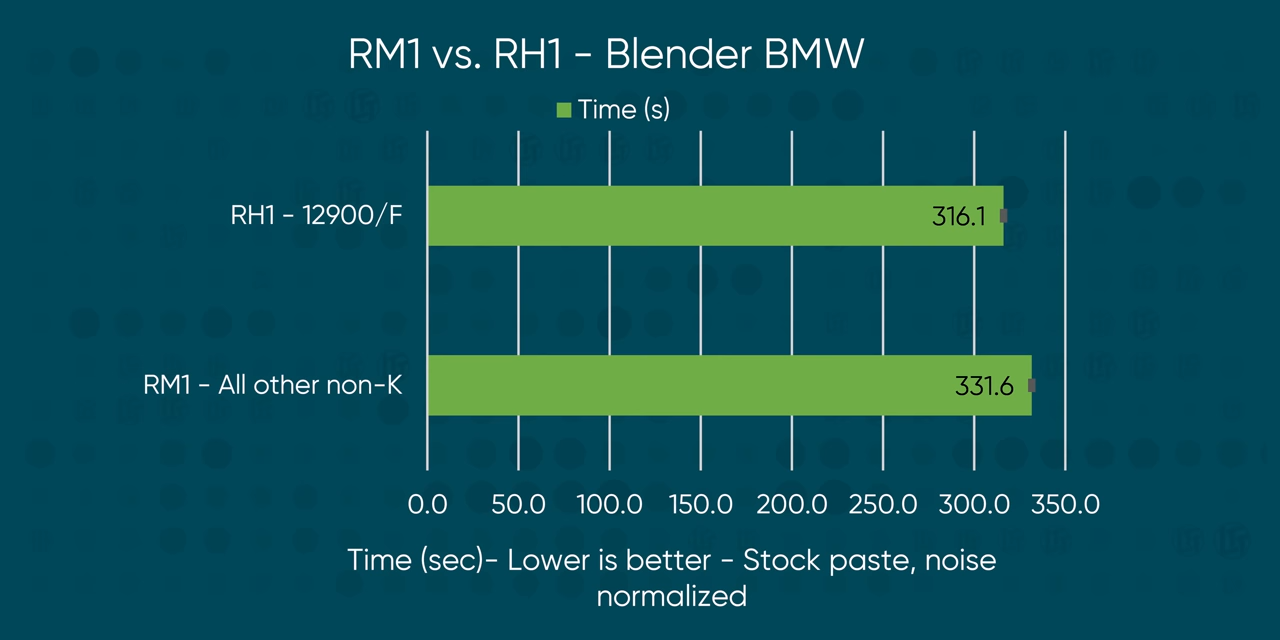 RM1 vs. RH1 - Blender BMW
Time (s)
RH1 - 12900/F
316.1
RM1 - All other non-K
331.6
0.0 50.0 100.0 150.0 200.0 250.0 300.0 350.0
Time (sec)- Lower is better - Stock paste, noise
normalized